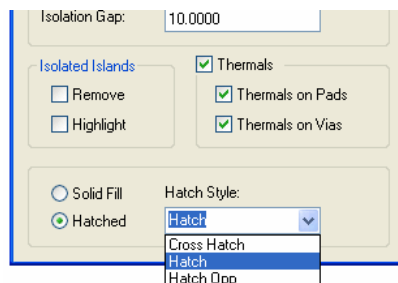 Isolation Gap: 10.0000
Isolated Islands
Thermals
Remove
Thermals on Pads
Highlight
Thermals on Vias
Solid Fill
Hatch Style:
Hatched
Hatch
Cross Hatch
Hatch
Hatch Opp